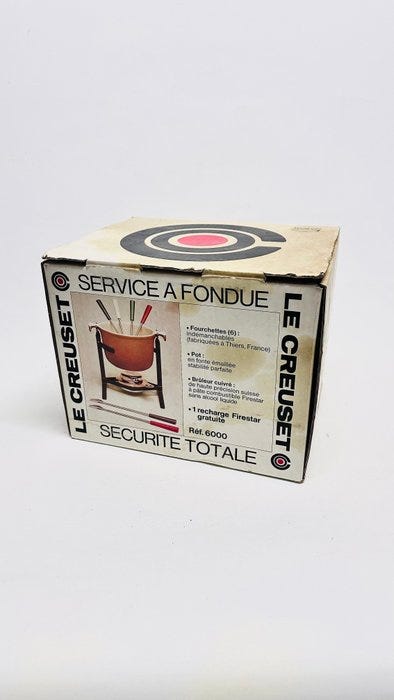 SERVICE A FONDUE
LE CREUSET
• Fourchettes (6) :
indémanchables
(fabriquées à Thiers, France)
• Pot :
en fonte émaillée
stabilité parfaite
• Brûleur cuivre :
de haute précision suisse
à pâte combustible Firestar
sans alcool liquide
• 1 recharge Firestar
gratuite
Réf. 6000
LE CREUSET
SECURITE TOTALE